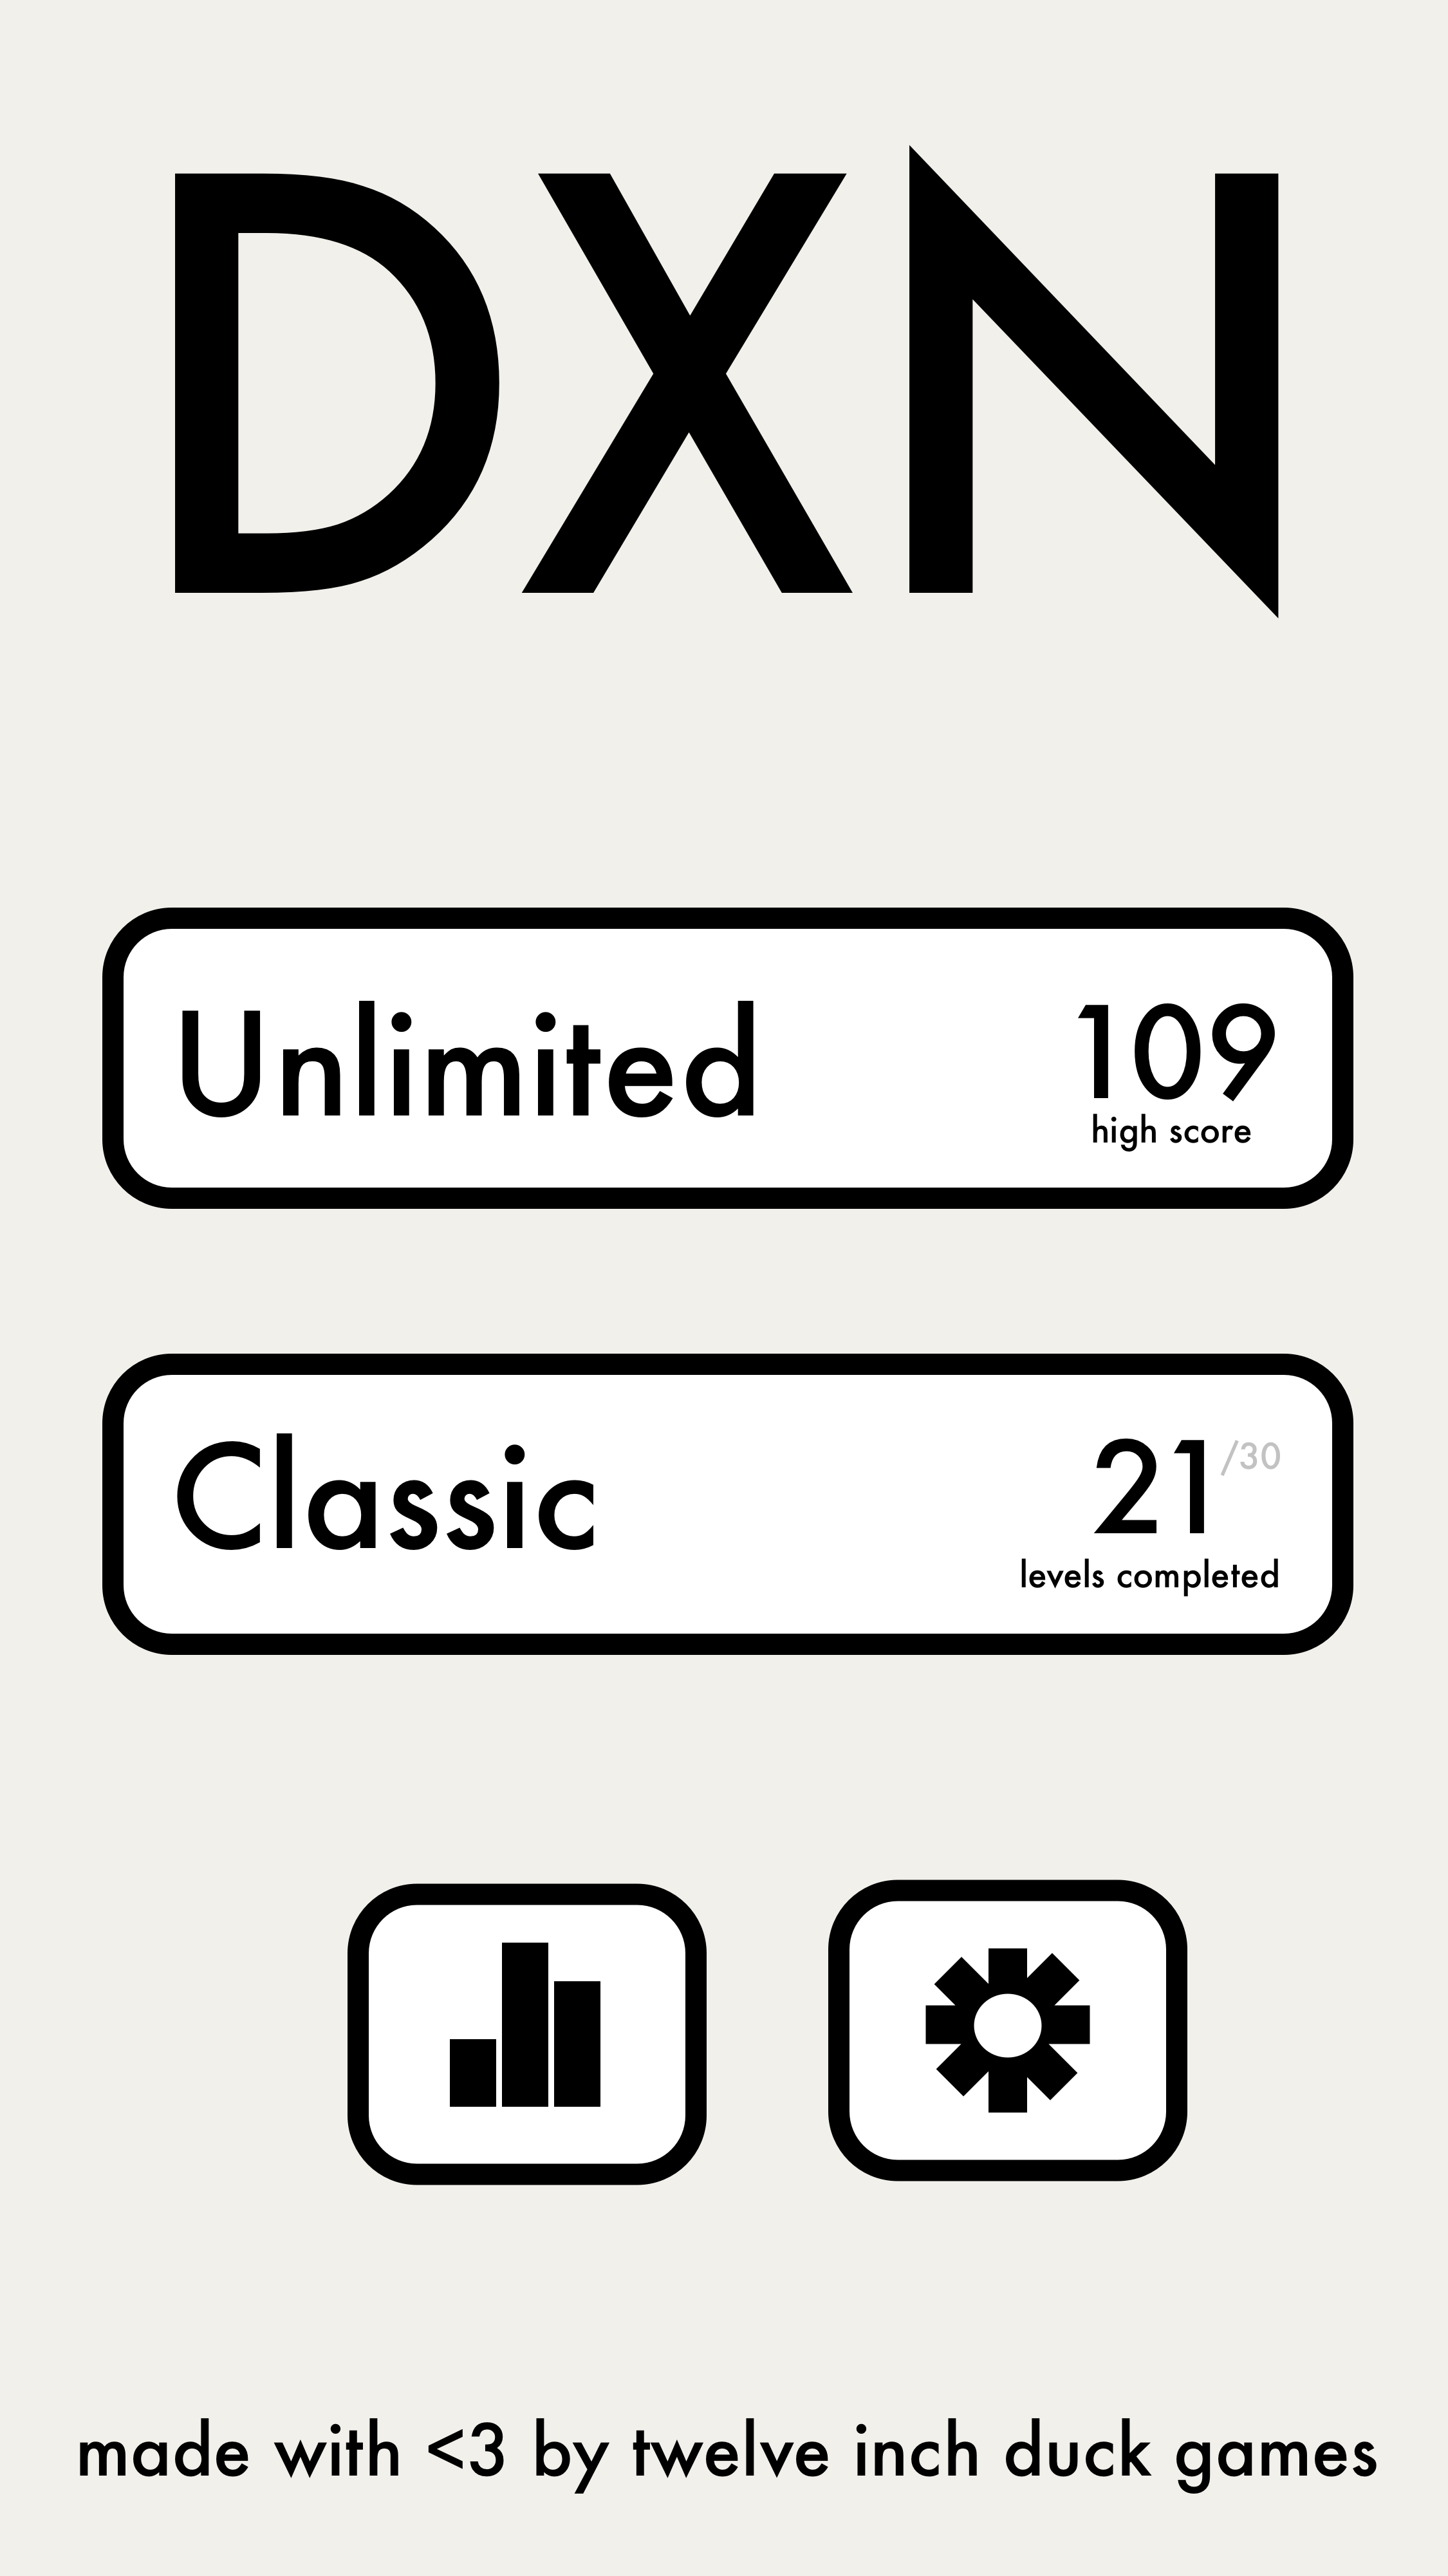 DXN
Unlimited
109
high score
Classic
21/30
levels completed
made with <3 by twelve inch duck games